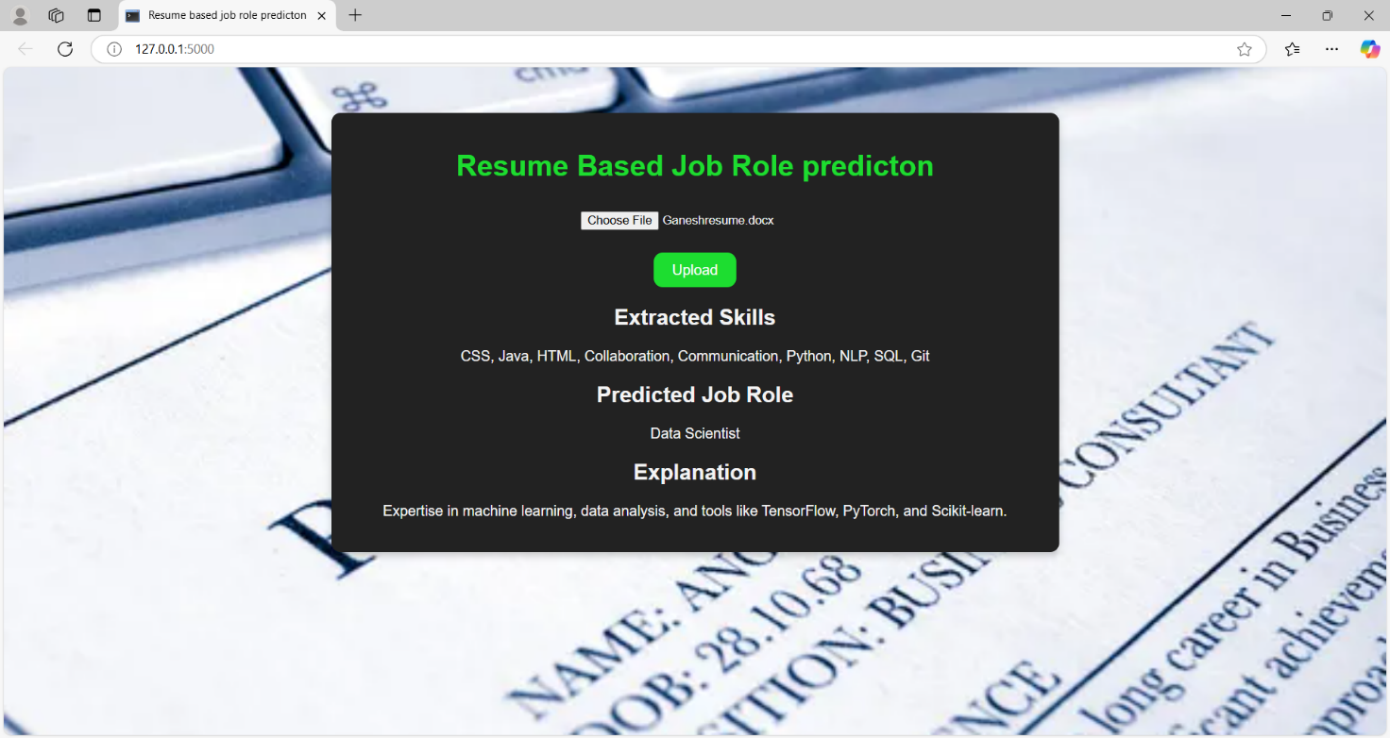 Resume based job role predicton
127.0.0.1:5000
cmd
Resume Based Job Role predicton
Choose File Ganeshresume.docx
Upload
Extracted Skills
CSS, Java, HTML, Collaboration, Communication, Python, NLP, SQL, Git
Predicted Job Role
Data Scientist
Explanation
Expertise in machine learning, data analysis, and tools like TensorFlow, PyTorch, and Scikit-learn.
CONSULTANT
NAME:
DOB: 28.10.68
long career in Business